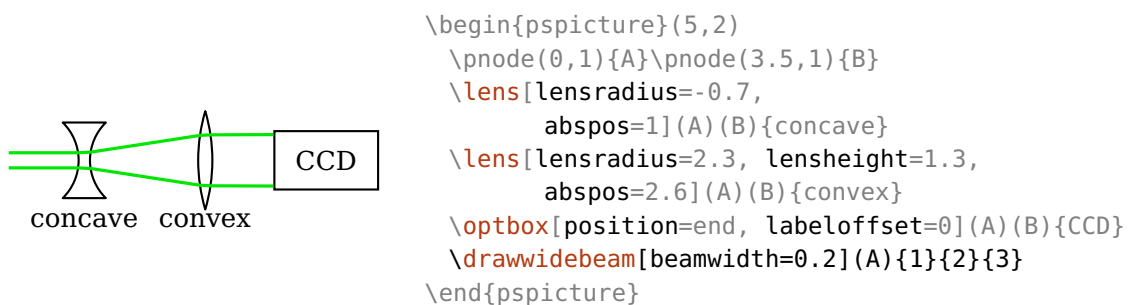 CCD
concave convex
\begin{pspicture}(5,2)
\pnode(0,1){A}\pnode(3.5,1){B}
\lens[lensradius=-0.7,
abspos=1](A)(B){concave}
\lens[lensradius=2.3, lensheight=1.3,
abspos=2.6](A)(B){convex}
\optbox[position=end, labeloffset=0](A)(B){CCD}
\drawwidebeam[beamwidth=0.2](A){1}{2}{3}
\end{pspicture}